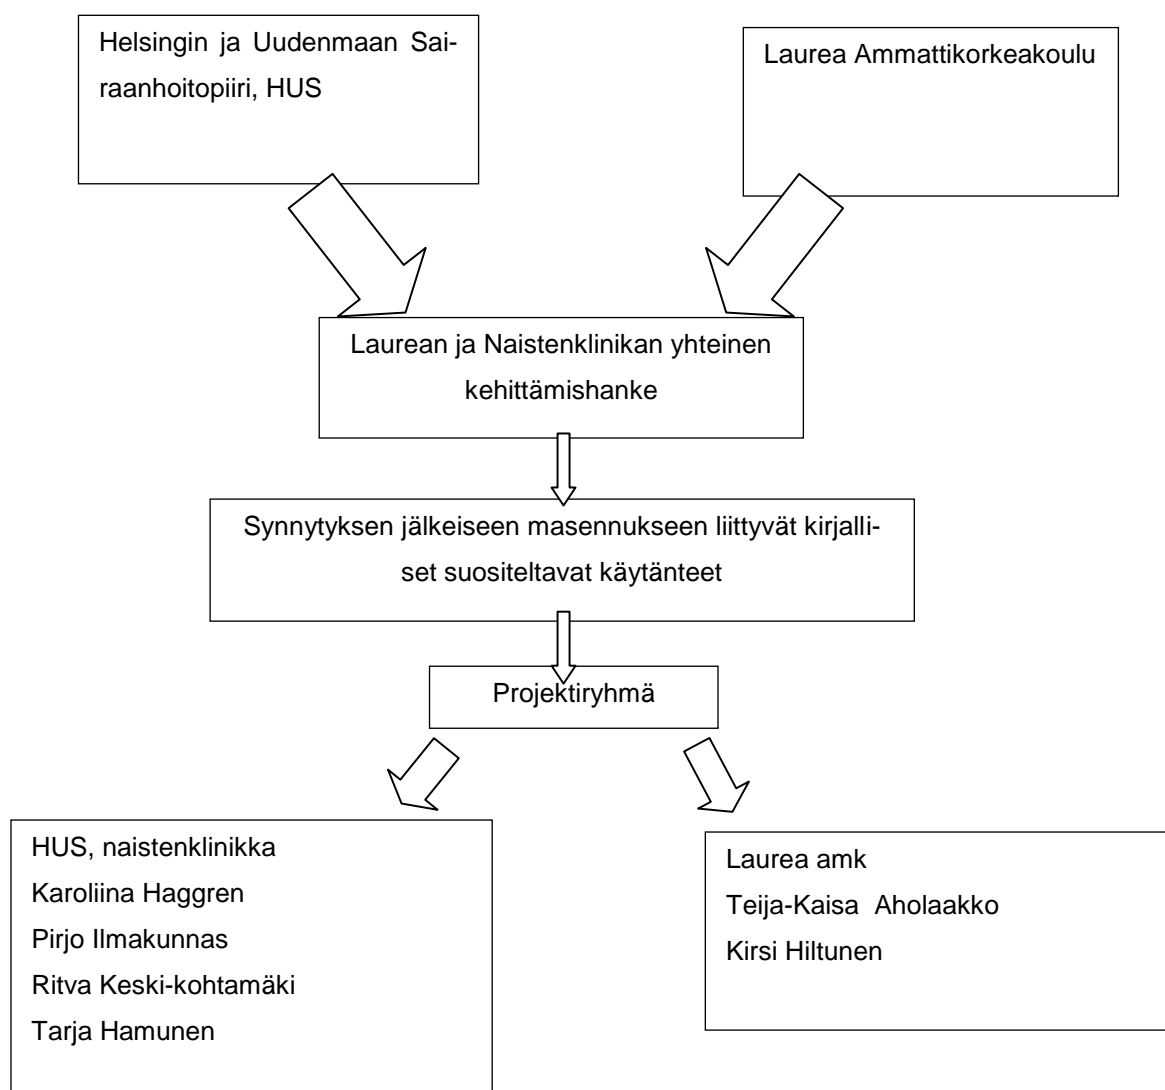 Helsingin ja Uudenmaan Sai-
raanhoitopiiri, HUS
Laurea Ammattikorkeakoulu
Laurean ja Naistenklinikan yhteinen
kehittämishanke
Synnytyksen jälkeiseen masennukseen liittyvät kirjalli-
set suositeltavat käytänteet
Projektiryhmä
HUS, naistenklinikka
Karoliina Haggren
Pirjo Ilmakunnas
Ritva Keski-kohtamäki
Tarja Hamunen
Laurea amk
Teija-Kaisa Aholaakko
Kirsi Hiltunen